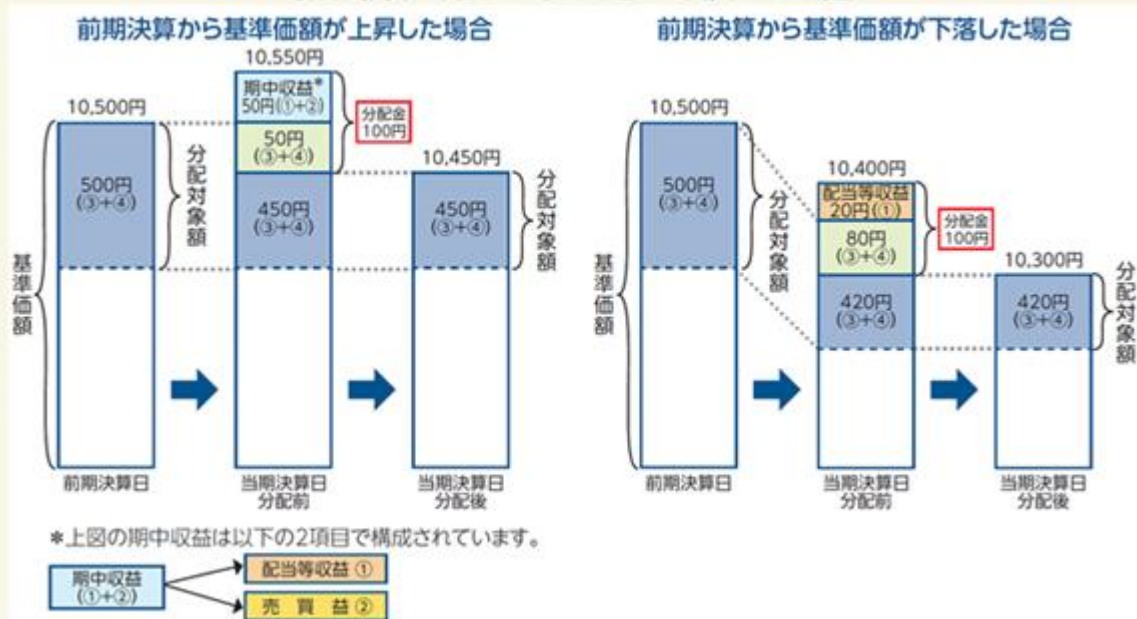 前期決算から基準価額が上昇した場合
10,500円
500円
(③+④)
分配対象額
基準価額
前期決算日
10,550円
期中収益*
50円(①+②)
50円
(③+④)
450円
(③+④)
分配金
100円
当期決算日
分配前
10,450円
450円
(③+④)
分配対象額
当期決算日
分配後
前期決算から基準価額が下落した場合
10,500円
500円
(③+④)
分配対象額
基準価額
前期決算日
10,400円
配当等収益
20円(①)
80円
(③+④)
420円
(③+④)
分配金
100円
当期決算日
分配前
10,300円
420円
(③+④)
分配対象額
当期決算日
分配後
*上図の期中収益は以下の2項目で構成されています。
期中収益
(①+②)
配当等収益 ①
売 買 益 ②